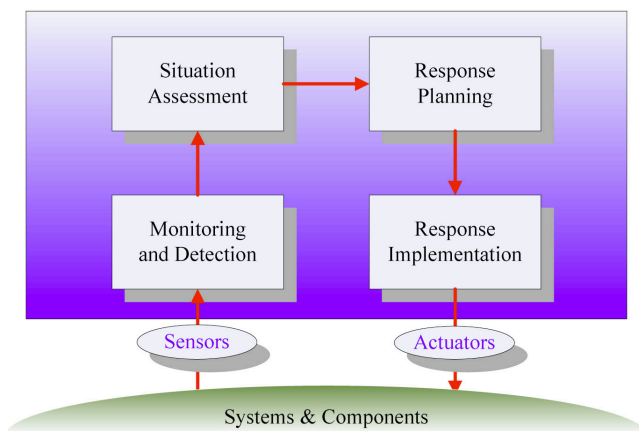 Situation
Assessment
Response
Planning
Monitoring
and Detection
Response
Implementation
Sensors
Actuators
Systems & Components